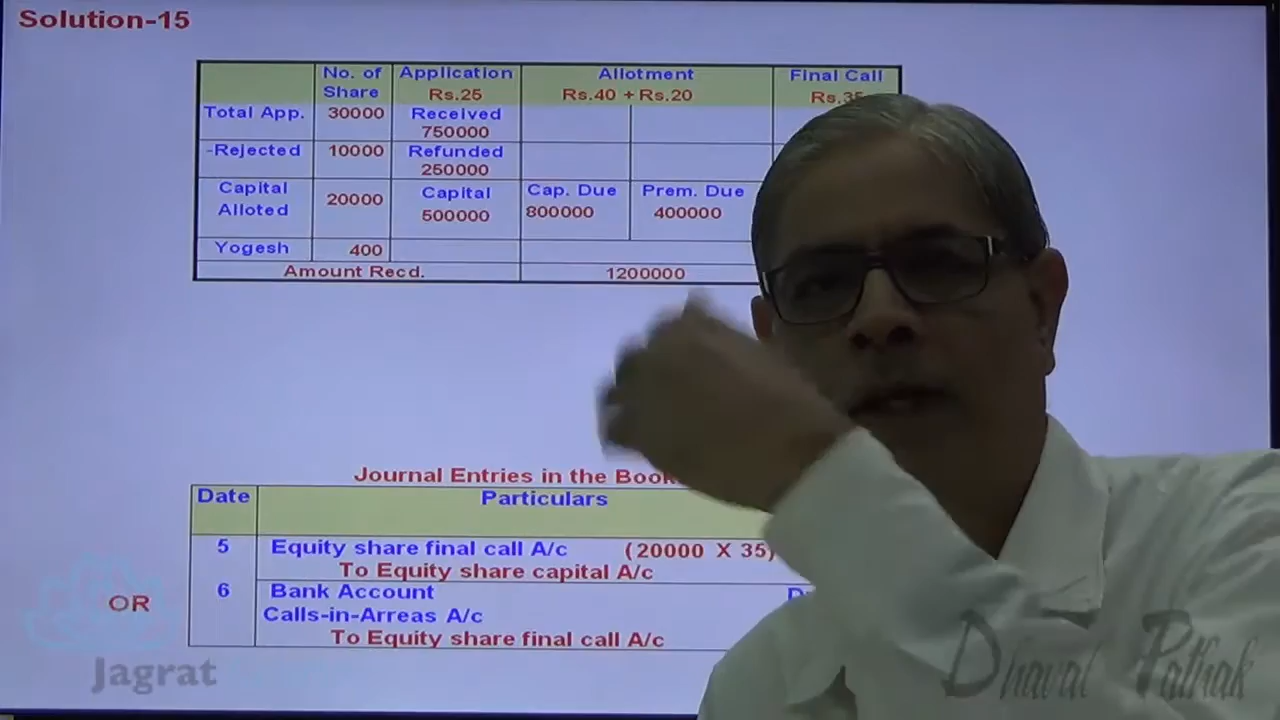 Solution-15
No. of Share Application Rs.25 Allotment Rs.40 + Rs.20 Final Call Rs.35
Total App. 30000 Received 750000
-Rejected 10000 Refunded 250000
Capital Alloted 20000 Capital 500000 Cap. Due 800000 Prem. Due 400000
Yogesh 400
Amount Recd. 1200000
Journal Entries in the Book
Date Particulars
5 Equity share final call A/c (20000 X 35)
To Equity share capital A/c
6 Bank Account
OR Calls-in-Arreas A/c
To Equity share final call A/c
Jagrat
Dhaval Pathak